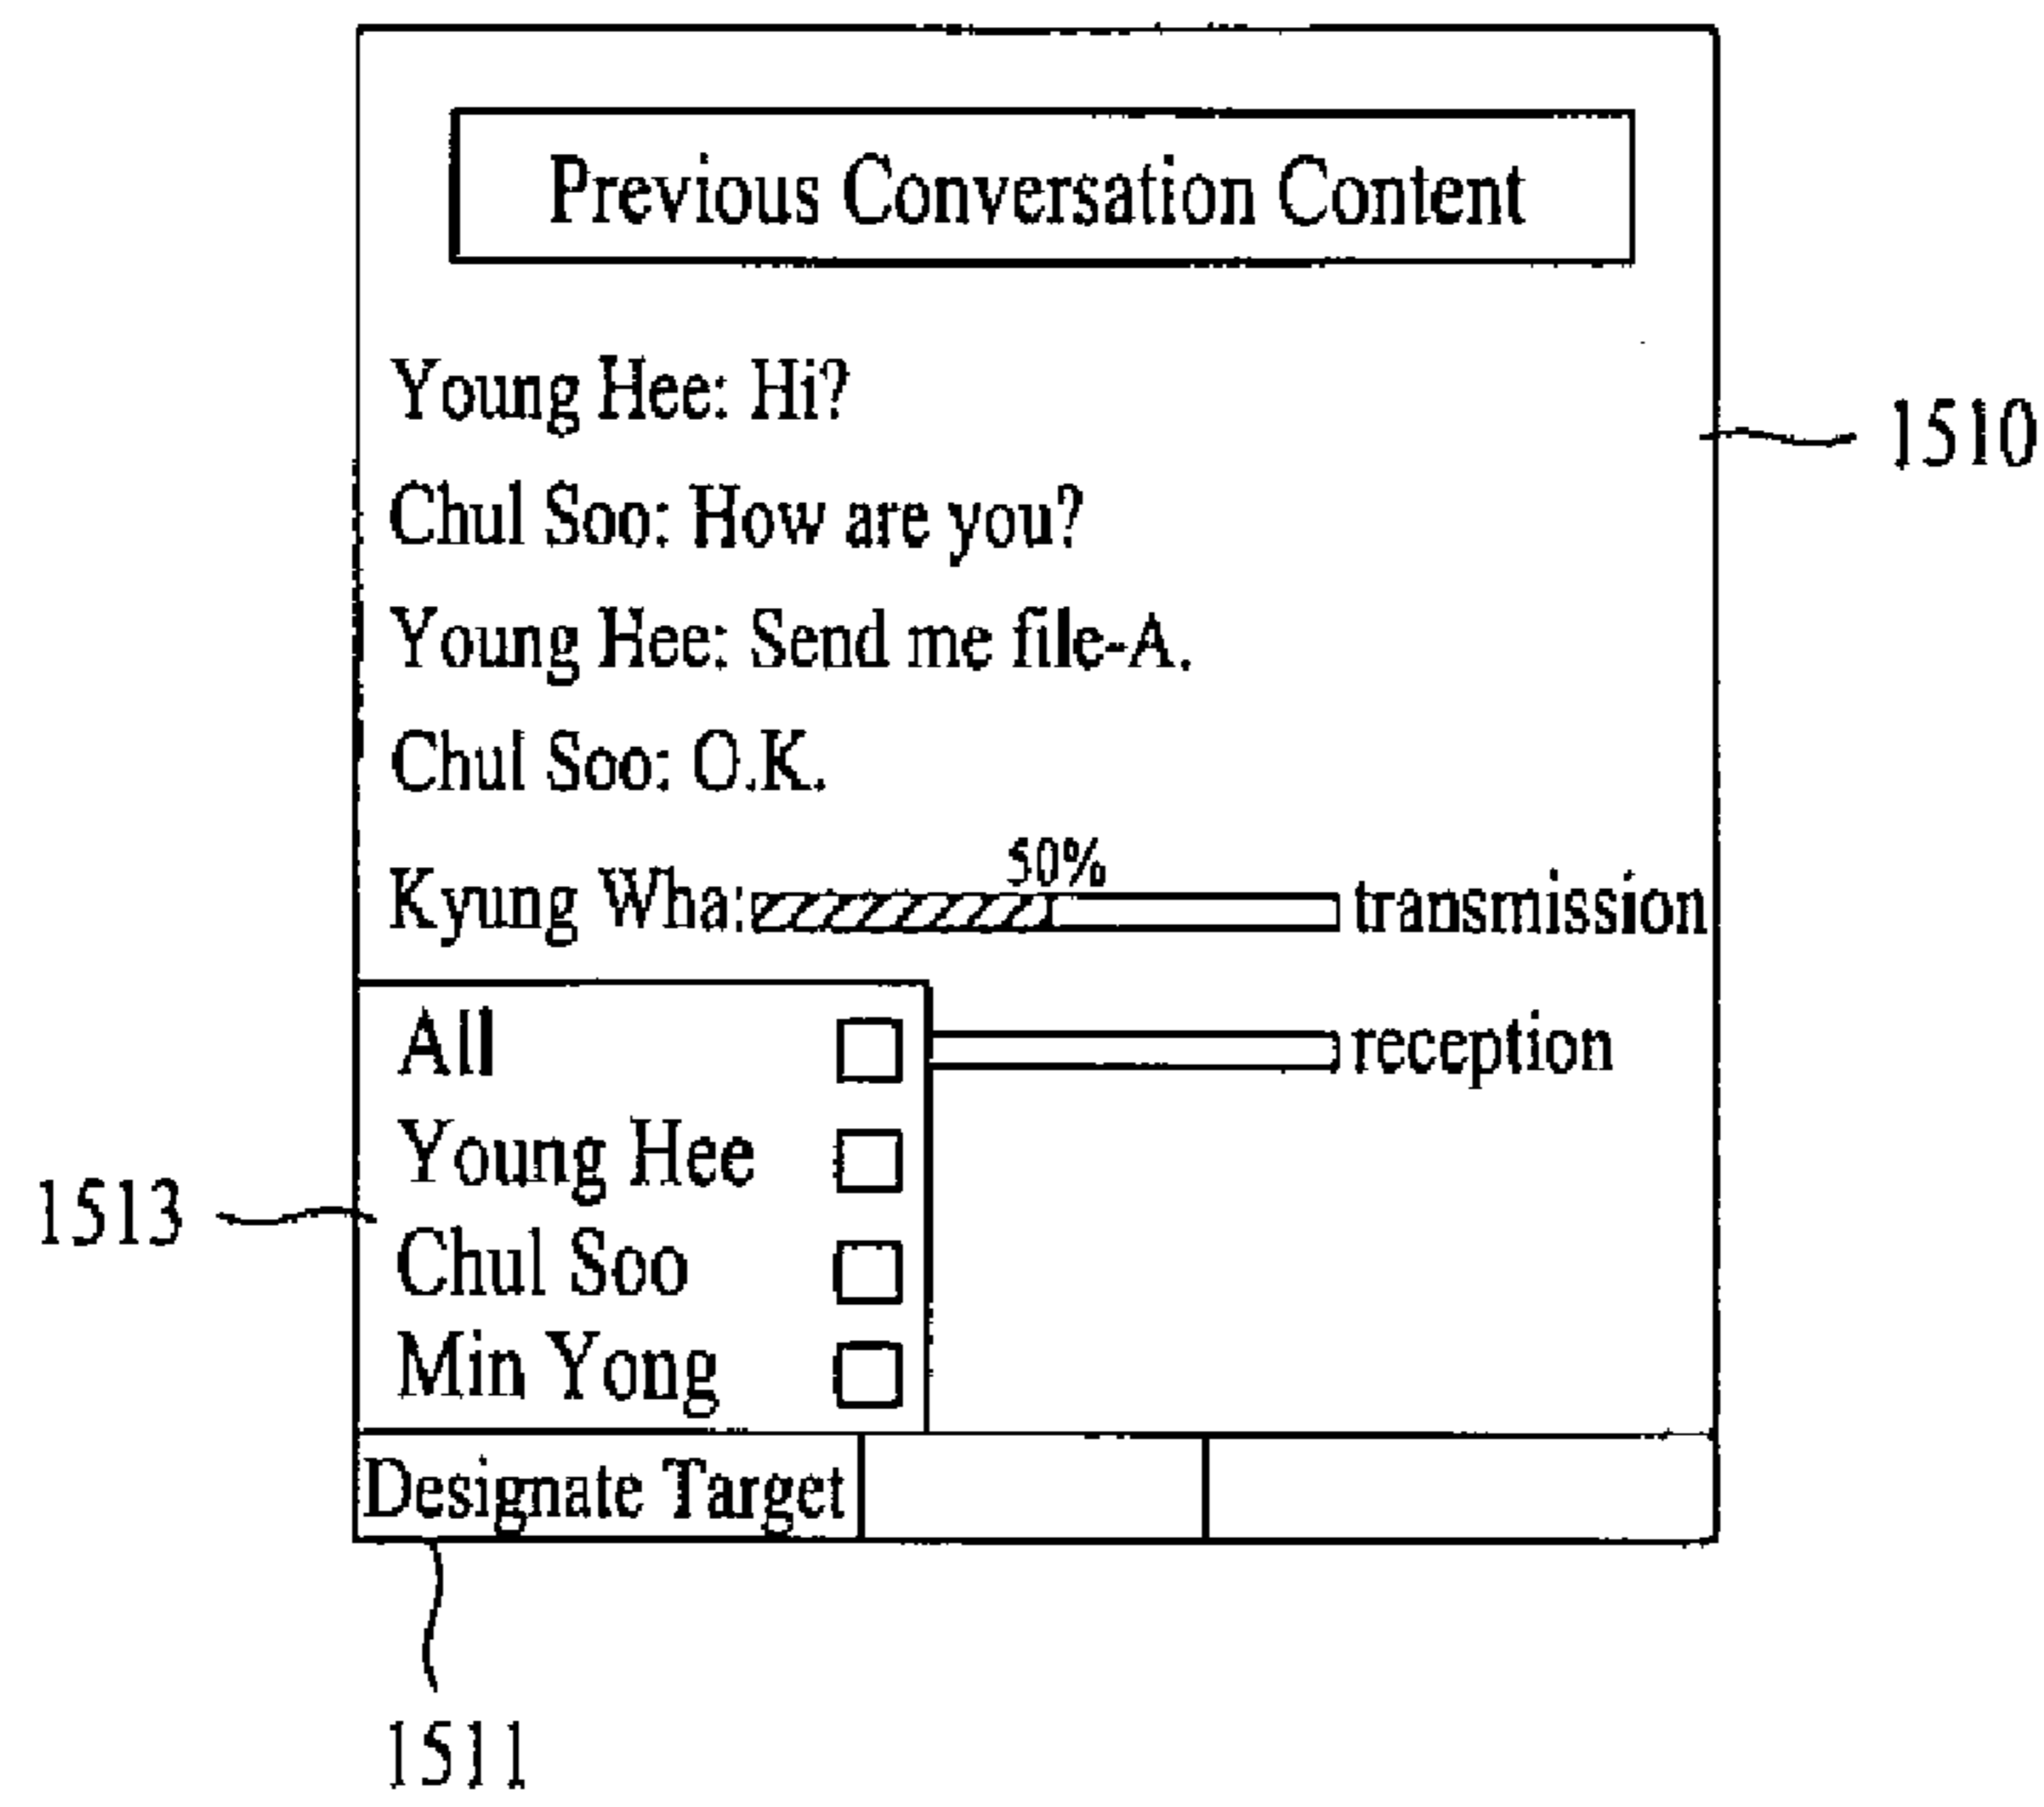 Previous Conversation Content
Young Hee: Hi?
1510
Chul Soo: How are you?
Young Hee: Send me file-A.
Chul Soo: O.K.
50%
Kyung Wha: transmission
All
reception
Young Hee
1513
Chul Soo
Min Yong
Designate Target
1511